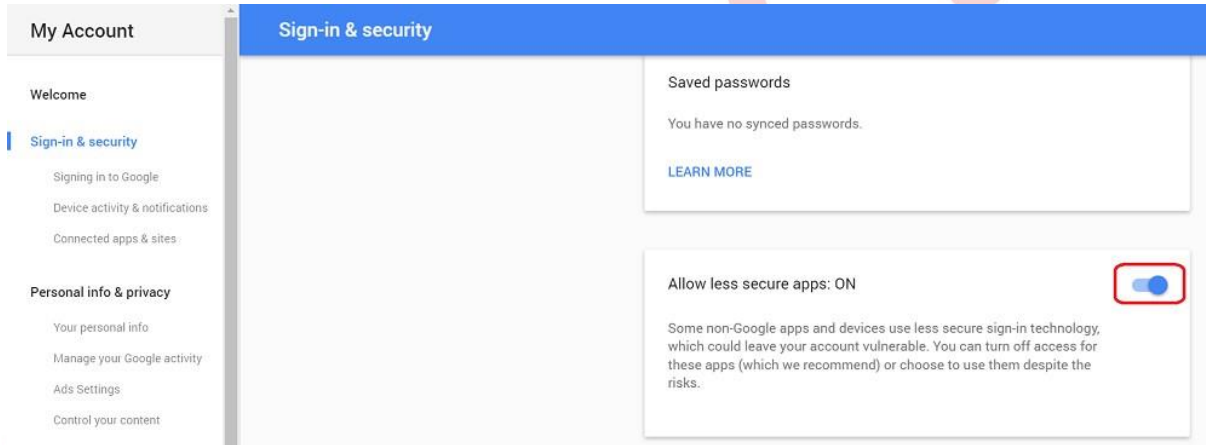 My Account
Sign-in & security
Welcome
Sign-in & security
Signing in to Google
Device activity & notifications
Connected apps & sites
Personal info & privacy
Your personal info
Manage your Google activity
Ads Settings
Control your content
Saved passwords
You have no synced passwords.
LEARN MORE
Allow less secure apps: ON
Some non-Google apps and devices use less secure sign-in technology,
which could leave your account vulnerable. You can turn off access for
these apps (which we recommend) or choose to use them despite the
risks.